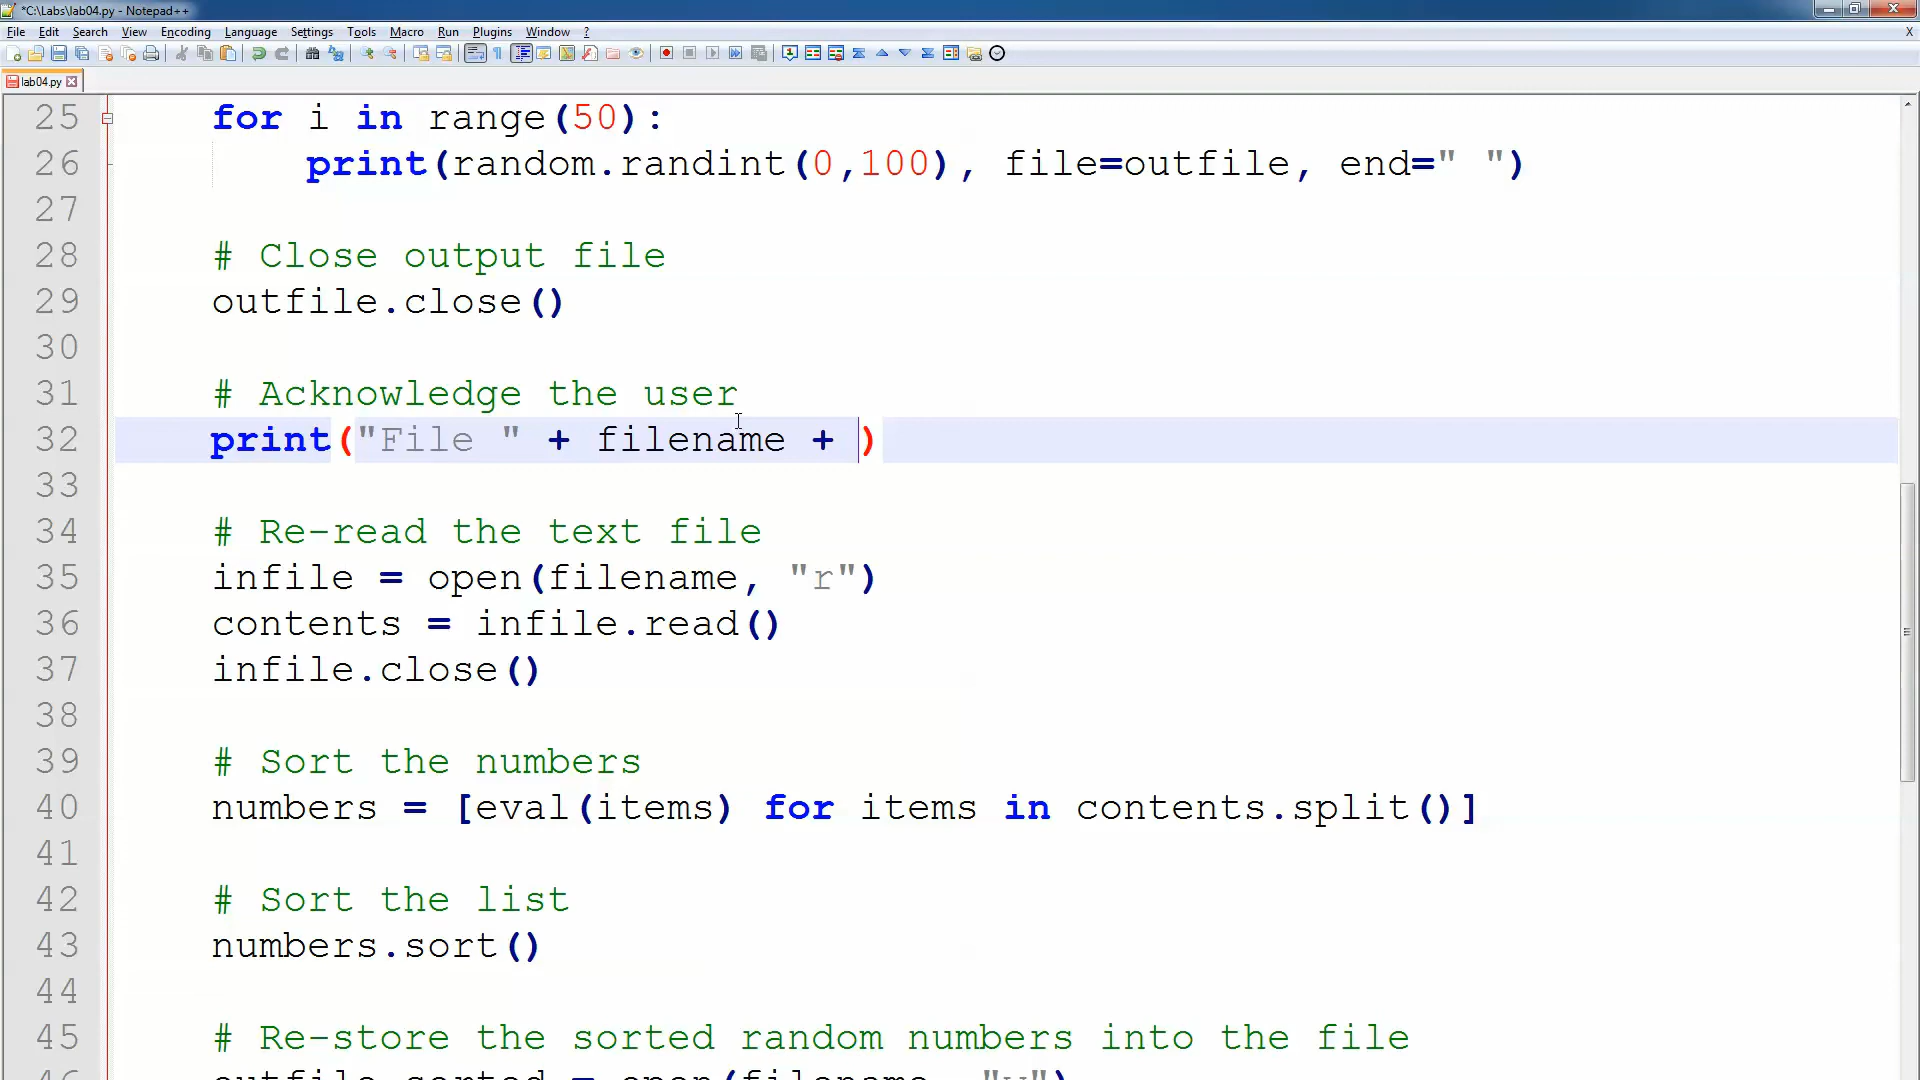 *C:\Labs\lab04.py - Notepad++
File Edit Search View Encoding Language Settings Tools Macro Run Plugins Window ? X
lab04.py
25 for i in range(50):
26 print(random.randint(0,100), file=outfile, end=" ")
27
28 # Close output file
29 outfile.close()
30
31 # Acknowledge the user
32 print("File " + filename + )
33
34 # Re-read the text file
35 infile = open(filename, "r")
36 contents = infile.read()
37 infile.close()
38
39 # Sort the numbers
40 numbers = [eval(items) for items in contents.split()]
41
42 # Sort the list
43 numbers.sort()
44
45 # Re-store the sorted random numbers into the file